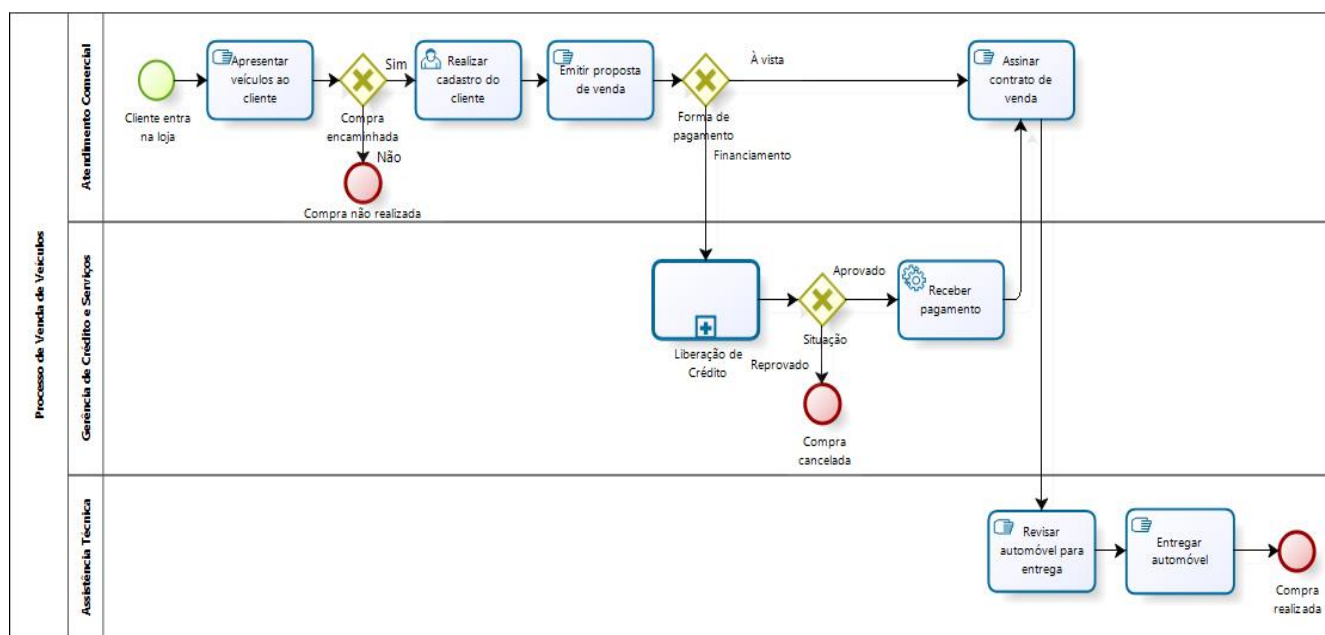 Processo de Venda de Veículos
Atendimento Comercial
Cliente entra
na loja
Apresentar
veículos ao
cliente
Sim
Compra
encaminhada
Não
Compra não realizada
Realizar
cadastro do
cliente
Emitir proposta
de venda
À vista
Forma de
pagamento
Financiamento
Assinar
contrato de
venda
Gerência de Crédito e Serviços
Liberação de
Crédito
Aprovado
Situação
Reprovado
Compra
cancelada
Receber
pagamento
Assistência Técnica
Revisar
automóvel para
entrega
Entregar
automóvel
Compra
realizada